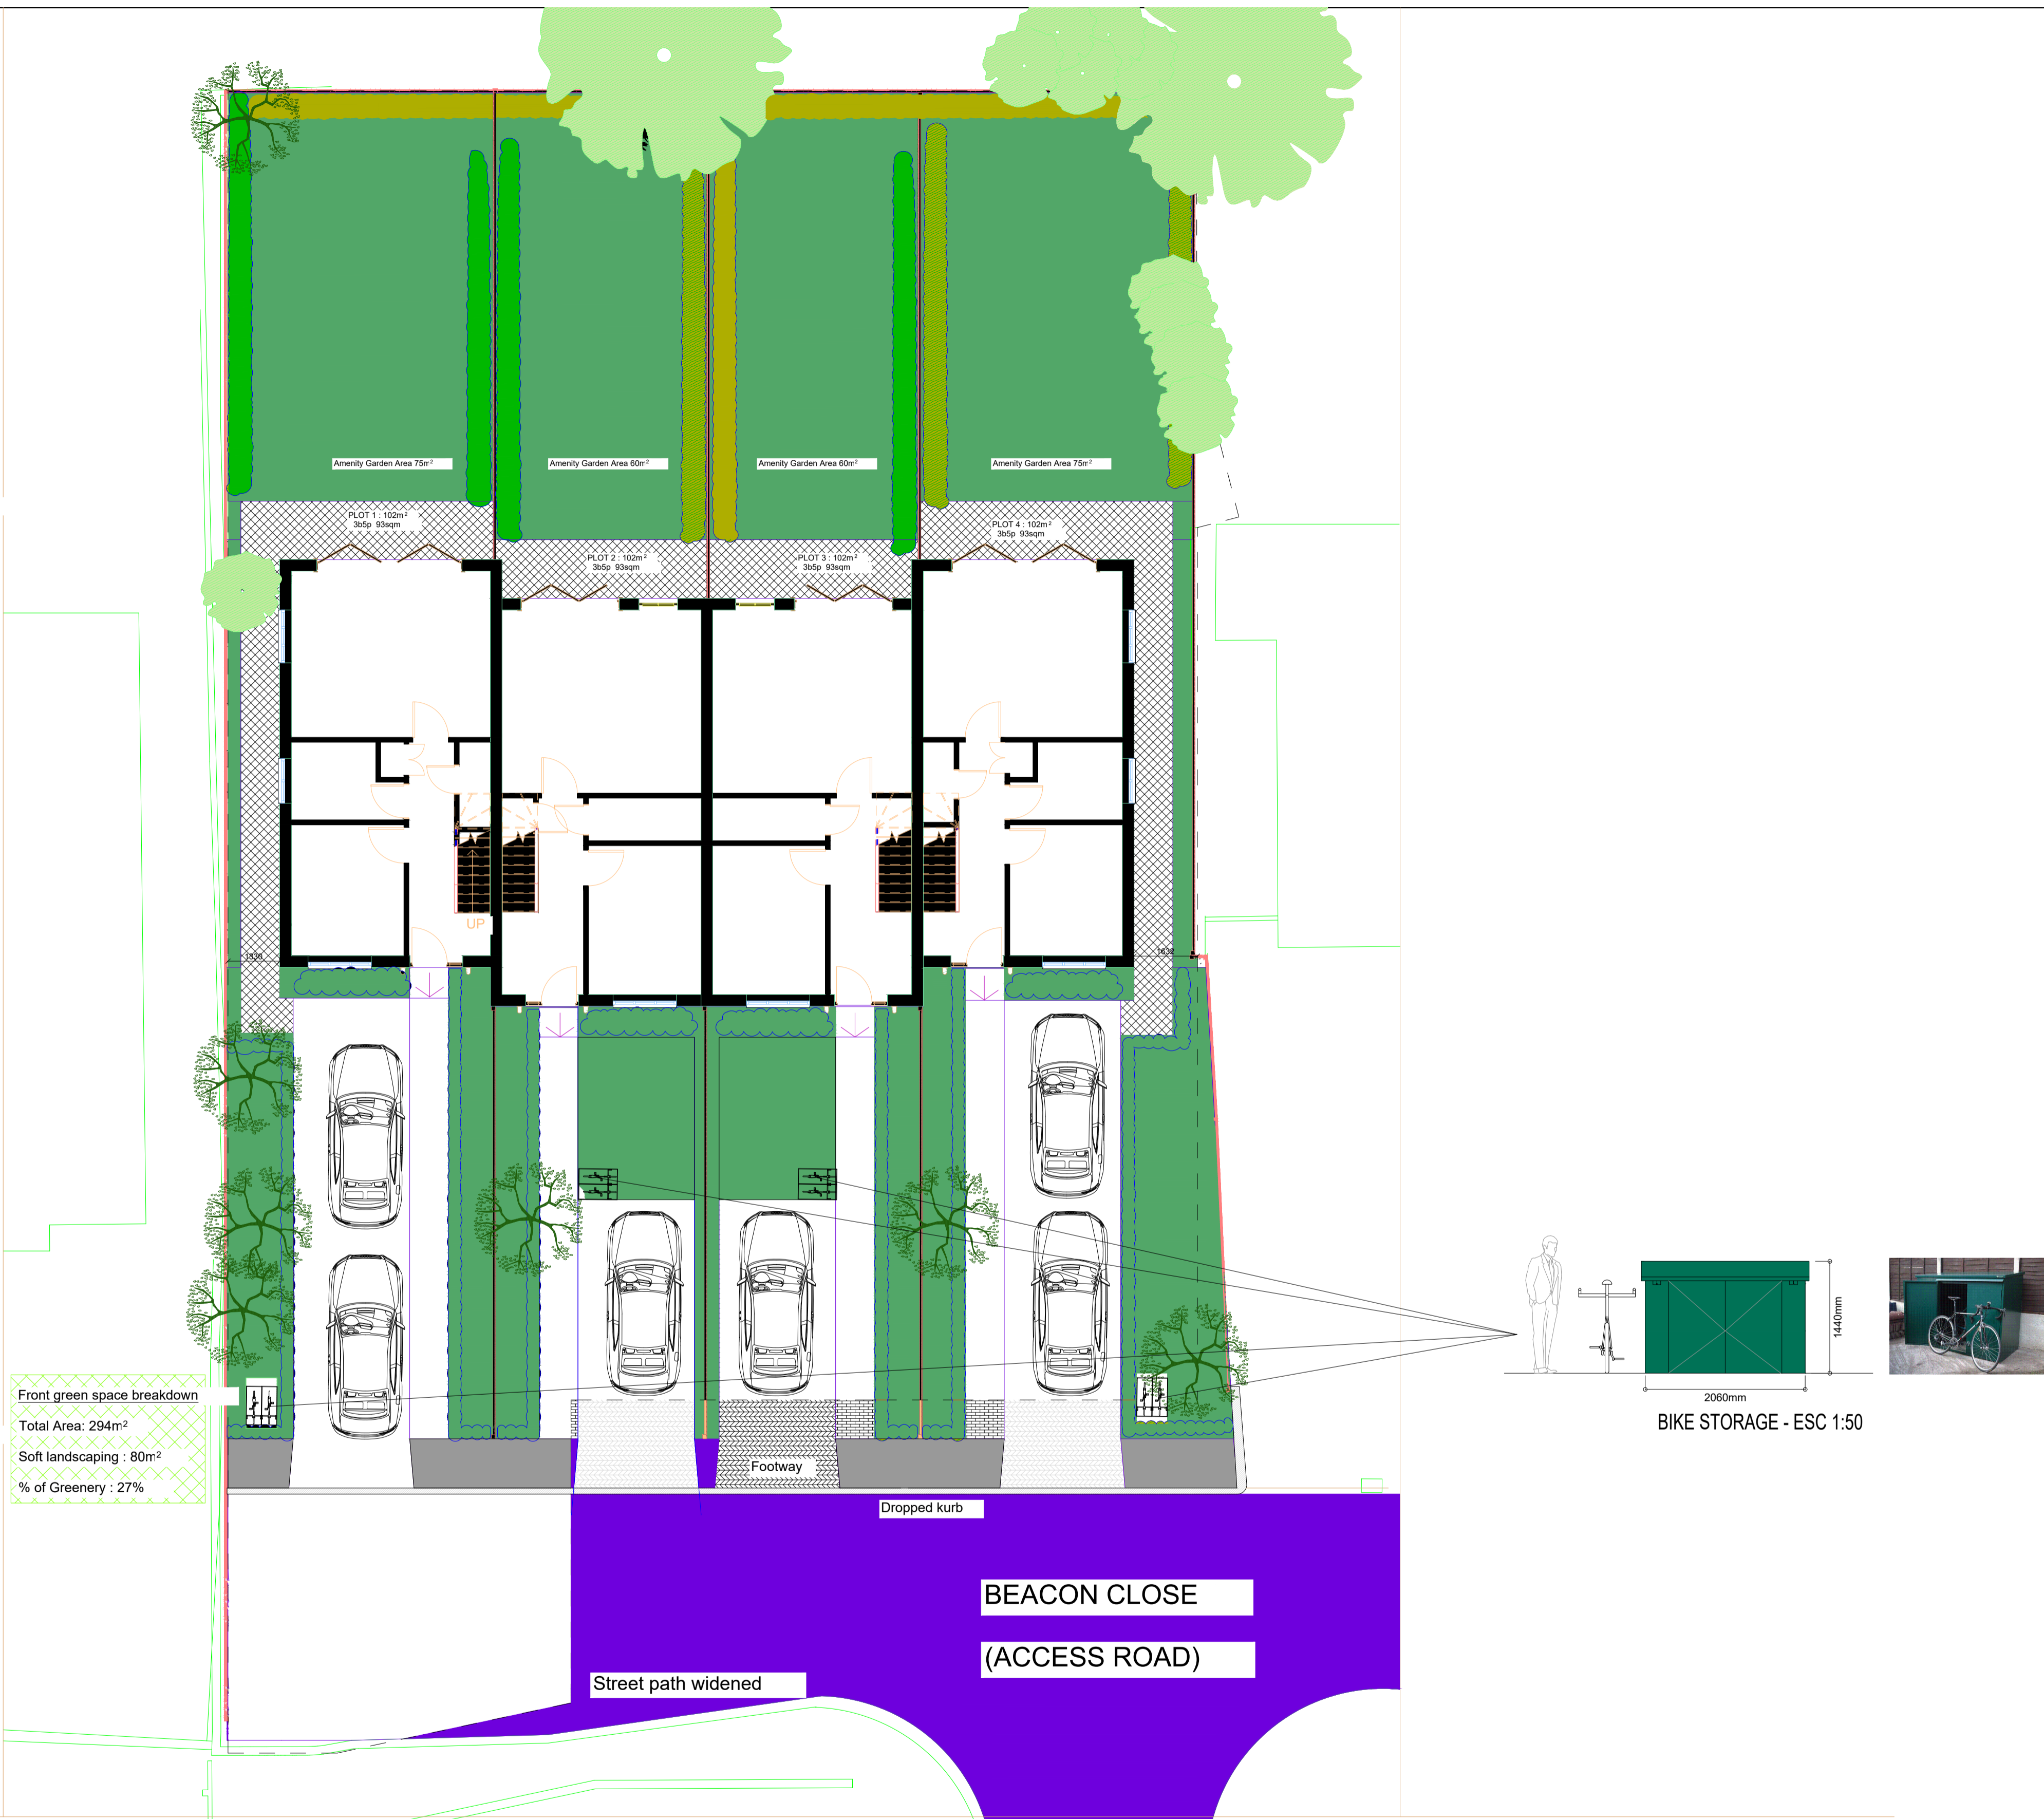 Amenity Garden Area 75m²
Amenity Garden Area 60m²
Amenity Garden Area 60m²
Amenity Garden Area 75m²
PLOT 1 : 102m²
3b5p 93sqm
PLOT 2 : 102m²
3b5p 93sqm
PLOT 3 : 102m²
3b5p 93sqm
PLOT 4 : 102m²
3b5p 93sqm
UP
1632
Front green space breakdown
Total Area: 294m²
Soft landscaping : 80m²
% of Greenery : 27%
1440mm
2060mm
BIKE STORAGE - ESC 1:50
Footway
Dropped kurb
BEACON CLOSE
(ACCESS ROAD)
Street path widened